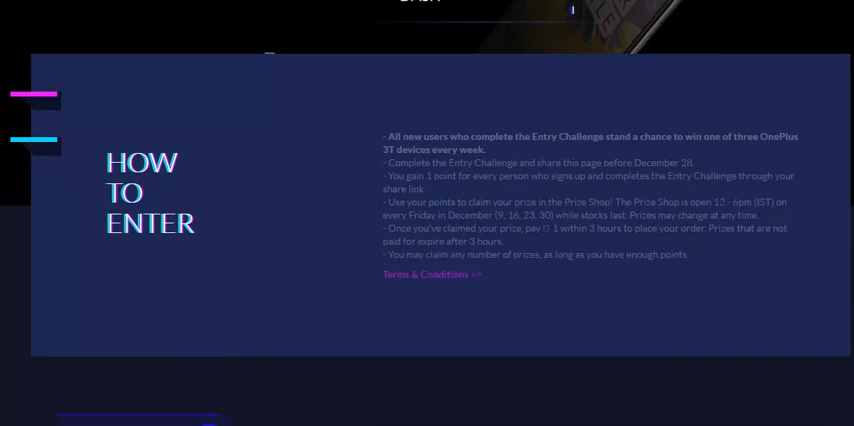 HOW
TO
ENTER
- All new users who complete the Entry Challenge stand a chance to win one of three OnePlus
3T devices every week.
- Complete the Entry Challenge and share this page before December 28.
- You gain 1 point for every person who signs up and completes the Entry Challenge through your
share link.
- Use your points to claim your prize in the Prize Shop! The Prize Shop is open 12 - 6pm (IST) on
every Friday in December (9, 16, 23, 30) while stocks last. Prizes may change at any time.
- Once you've claimed your prize, pay 1 within 3 hours to place your order. Prizes that are not
paid for expire after 3 hours.
- You may claim any number of prizes, as long as you have enough points.
Terms & Conditions >>